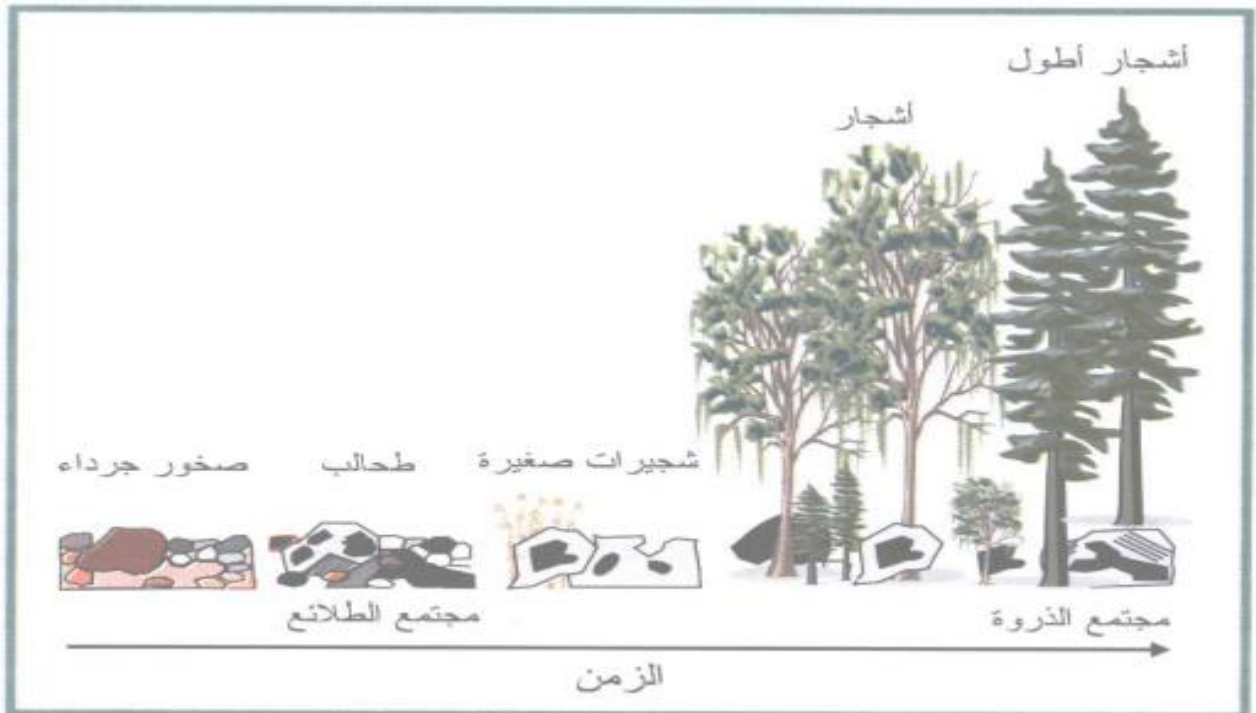 أشجار أطول
أشجار
صخور جرداء
طحالب
شجيرات صغيرة
مجتمع الطلائع
مجتمع الذروة
الزمن